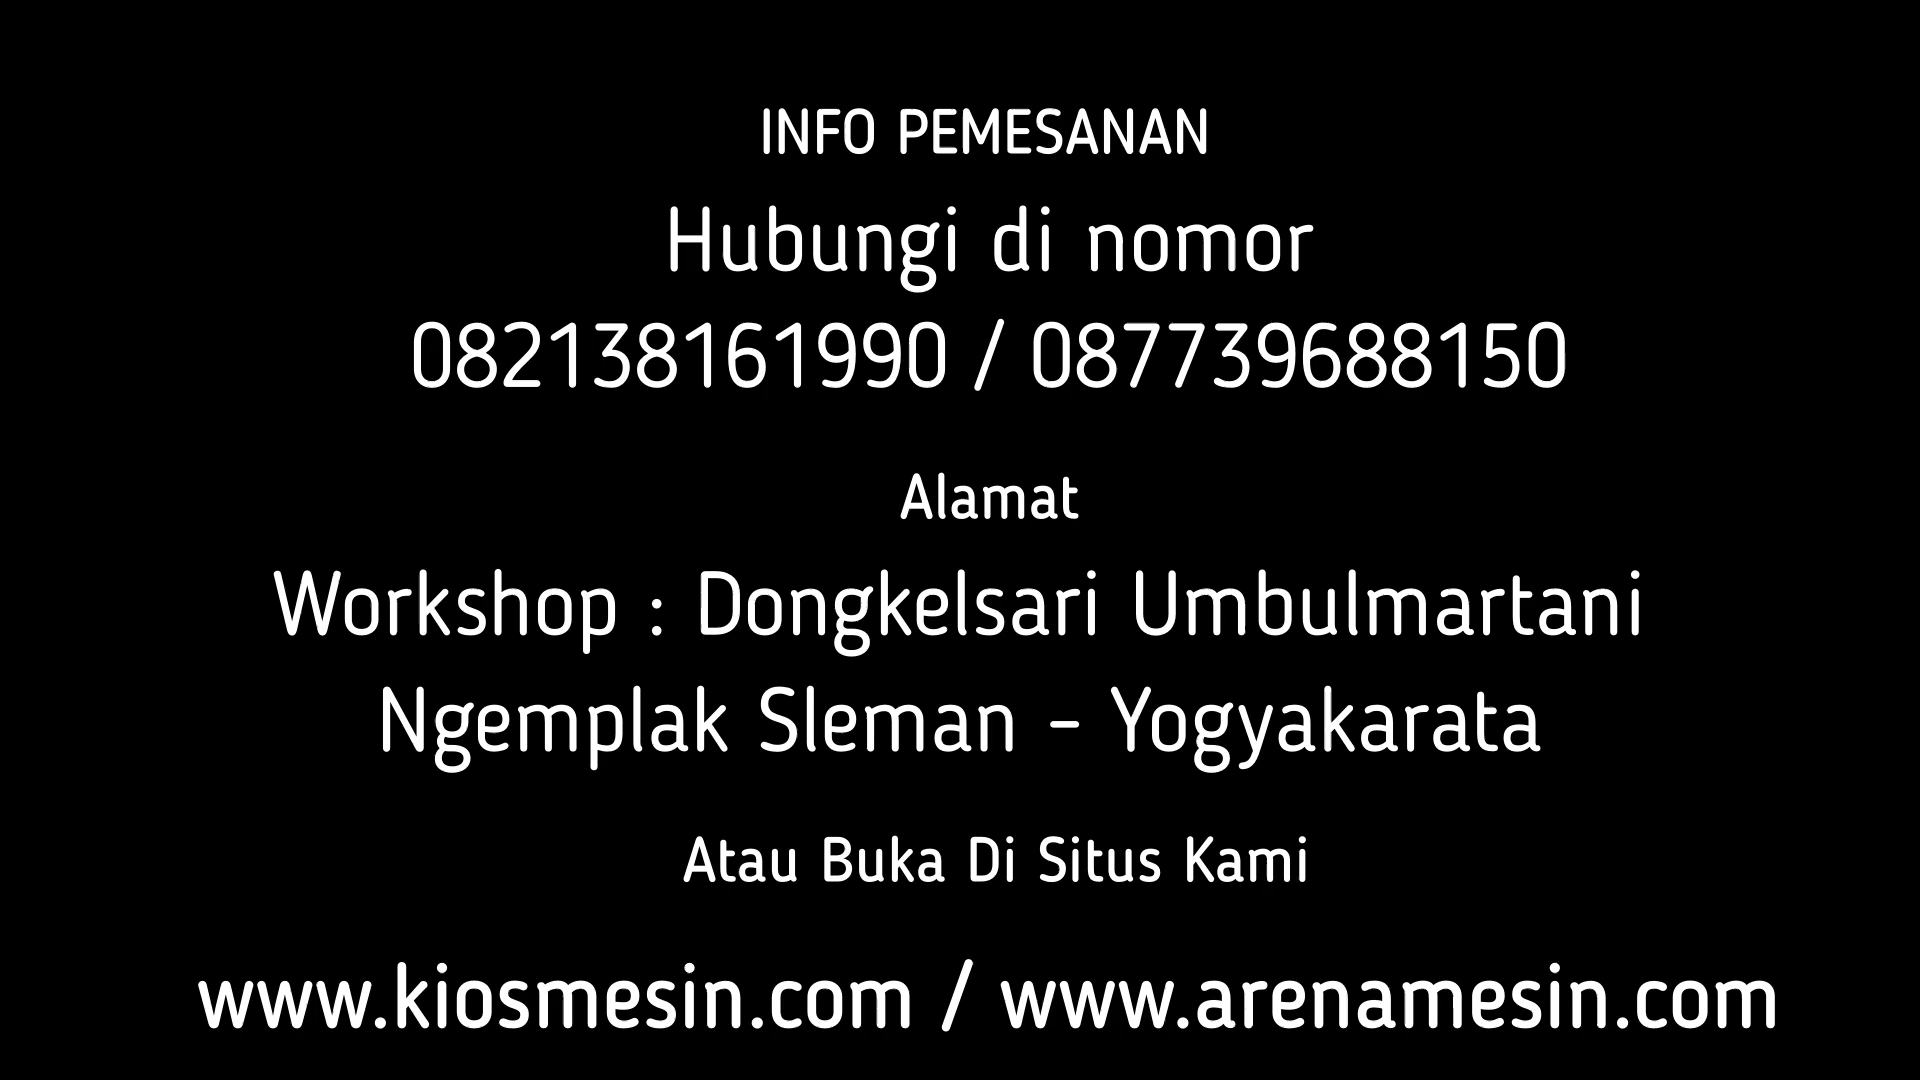 INFO PEMESANAN
Hubungi di nomor
082138161990 / 087739688150
Alamat
Workshop : Dongkelsari Umbulmartani
Ngemplak Sleman - Yogyakarata
Atau Buka Di Situs Kami
www.kiosmesin.com / www.arenamesin.com